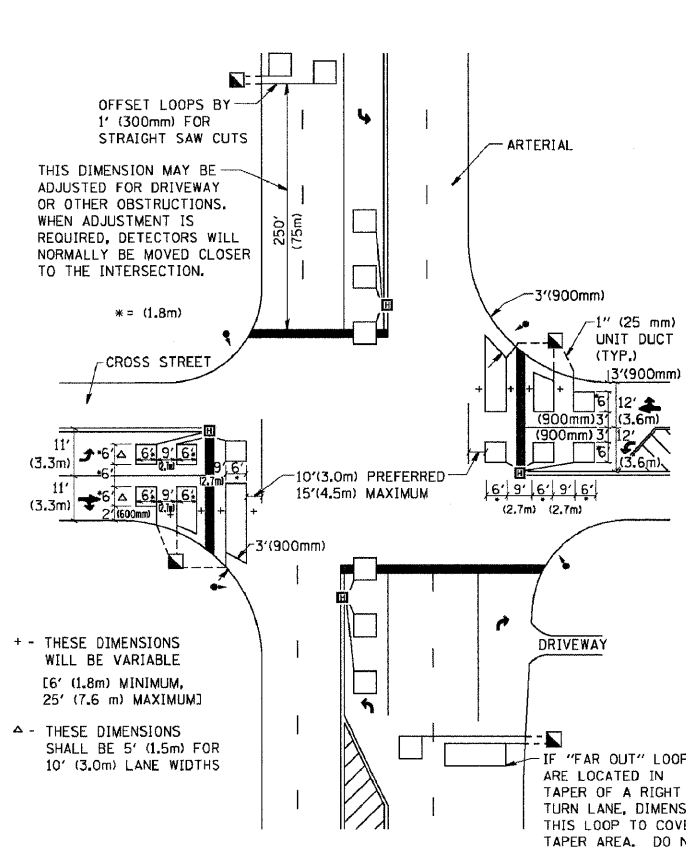 OFFSET LOOPS BY
1' (300mm) FOR
STRAIGHT SAW CUTS
ARTERIAL
THIS DIMENSION MAY BE
ADJUSTED FOR DRIVEWAY
OR OTHER OBSTRUCTIONS.
WHEN ADJUSTMENT IS
REQUIRED, DETECTORS WILL
NORMALLY BE MOVED CLOSER
TO THE INTERSECTION.
250'
(75m)
* = (1.8m)
3'(900mm)
1" (25 mm)
UNIT DUCT
(TYP.)
CROSS STREET
3'(900mm)
+ + + +
*6' 12'
(900mm)3' (3.6m)
(900mm)3' 12'
*6' (3.6m)
H
H
11' *6' △ 6' 9' 6'
(3.3m) (2.7m) 9' 6'
*6' (2.7m) *
11' *6' △ 6' 9' 6'
(3.3m) (2.7m)
2' (600mm) + + + +
10'(3.0m) PREFERRED
15'(4.5m) MAXIMUM
H
6' 9' 6' 9' 6'
* (2.7m) * (2.7m) *
3'(900mm)
H
DRIVEWAY
+ - THESE DIMENSIONS
WILL BE VARIABLE
[6' (1.8m) MINIMUM,
25' (7.6 m) MAXIMUM]
△ - THESE DIMENSIONS
SHALL BE 5' (1.5m) FOR
10' (3.0m) LANE WIDTHS
IF "FAR OUT" LOOP
ARE LOCATED IN
TAPER OF A RIGHT
TURN LANE, DIMENS
THIS LOOP TO COVE
TAPER AREA. DO N